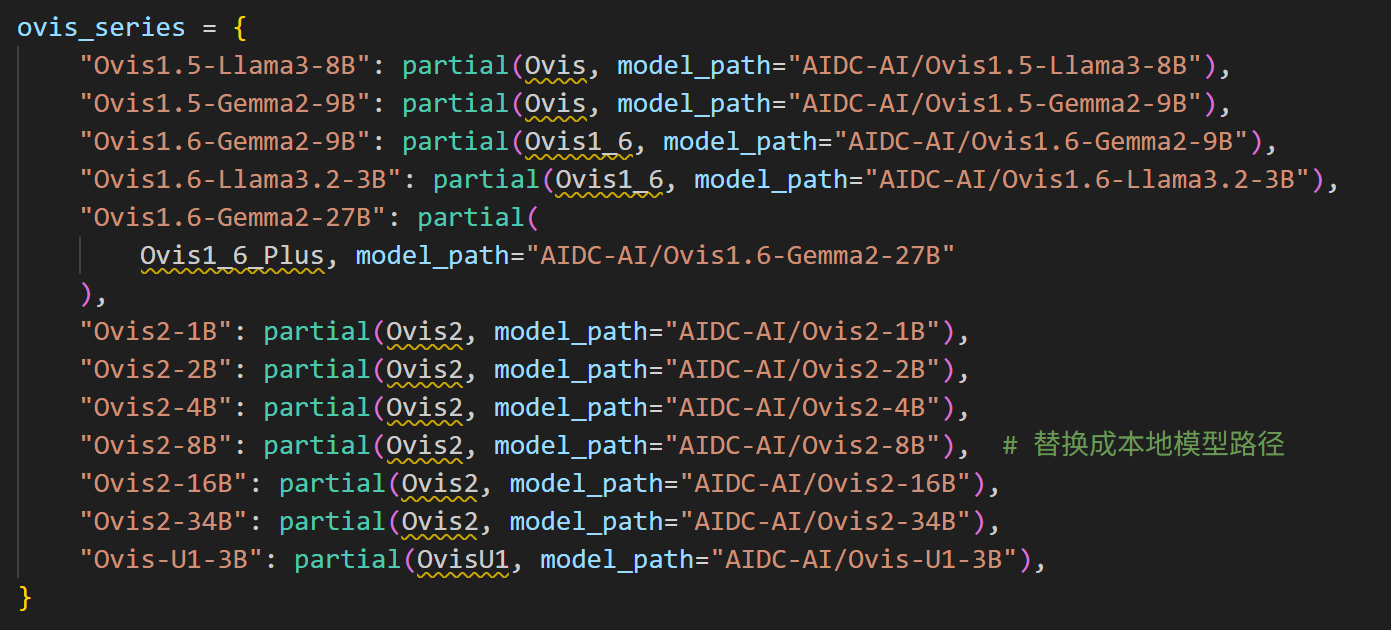 ovis_series = {
    "Ovis1.5-Llama3-8B": partial(Ovis, model_path="AIDC-AI/Ovis1.5-Llama3-8B"),
    "Ovis1.5-Gemma2-9B": partial(Ovis, model_path="AIDC-AI/Ovis1.5-Gemma2-9B"),
    "Ovis1.6-Gemma2-9B": partial(Ovis1_6, model_path="AIDC-AI/Ovis1.6-Gemma2-9B"),
    "Ovis1.6-Llama3.2-3B": partial(Ovis1_6, model_path="AIDC-AI/Ovis1.6-Llama3.2-3B"),
    "Ovis1.6-Gemma2-27B": partial(
        Ovis1_6_Plus, model_path="AIDC-AI/Ovis1.6-Gemma2-27B"
    ),
    "Ovis2-1B": partial(Ovis2, model_path="AIDC-AI/Ovis2-1B"),
    "Ovis2-2B": partial(Ovis2, model_path="AIDC-AI/Ovis2-2B"),
    "Ovis2-4B": partial(Ovis2, model_path="AIDC-AI/Ovis2-4B"),
    "Ovis2-8B": partial(Ovis2, model_path="AIDC-AI/Ovis2-8B"),  # 替换成本地模型路径
    "Ovis2-16B": partial(Ovis2, model_path="AIDC-AI/Ovis2-16B"),
    "Ovis2-34B": partial(Ovis2, model_path="AIDC-AI/Ovis2-34B"),
    "Ovis-U1-3B": partial(OvisU1, model_path="AIDC-AI/Ovis-U1-3B"),
}